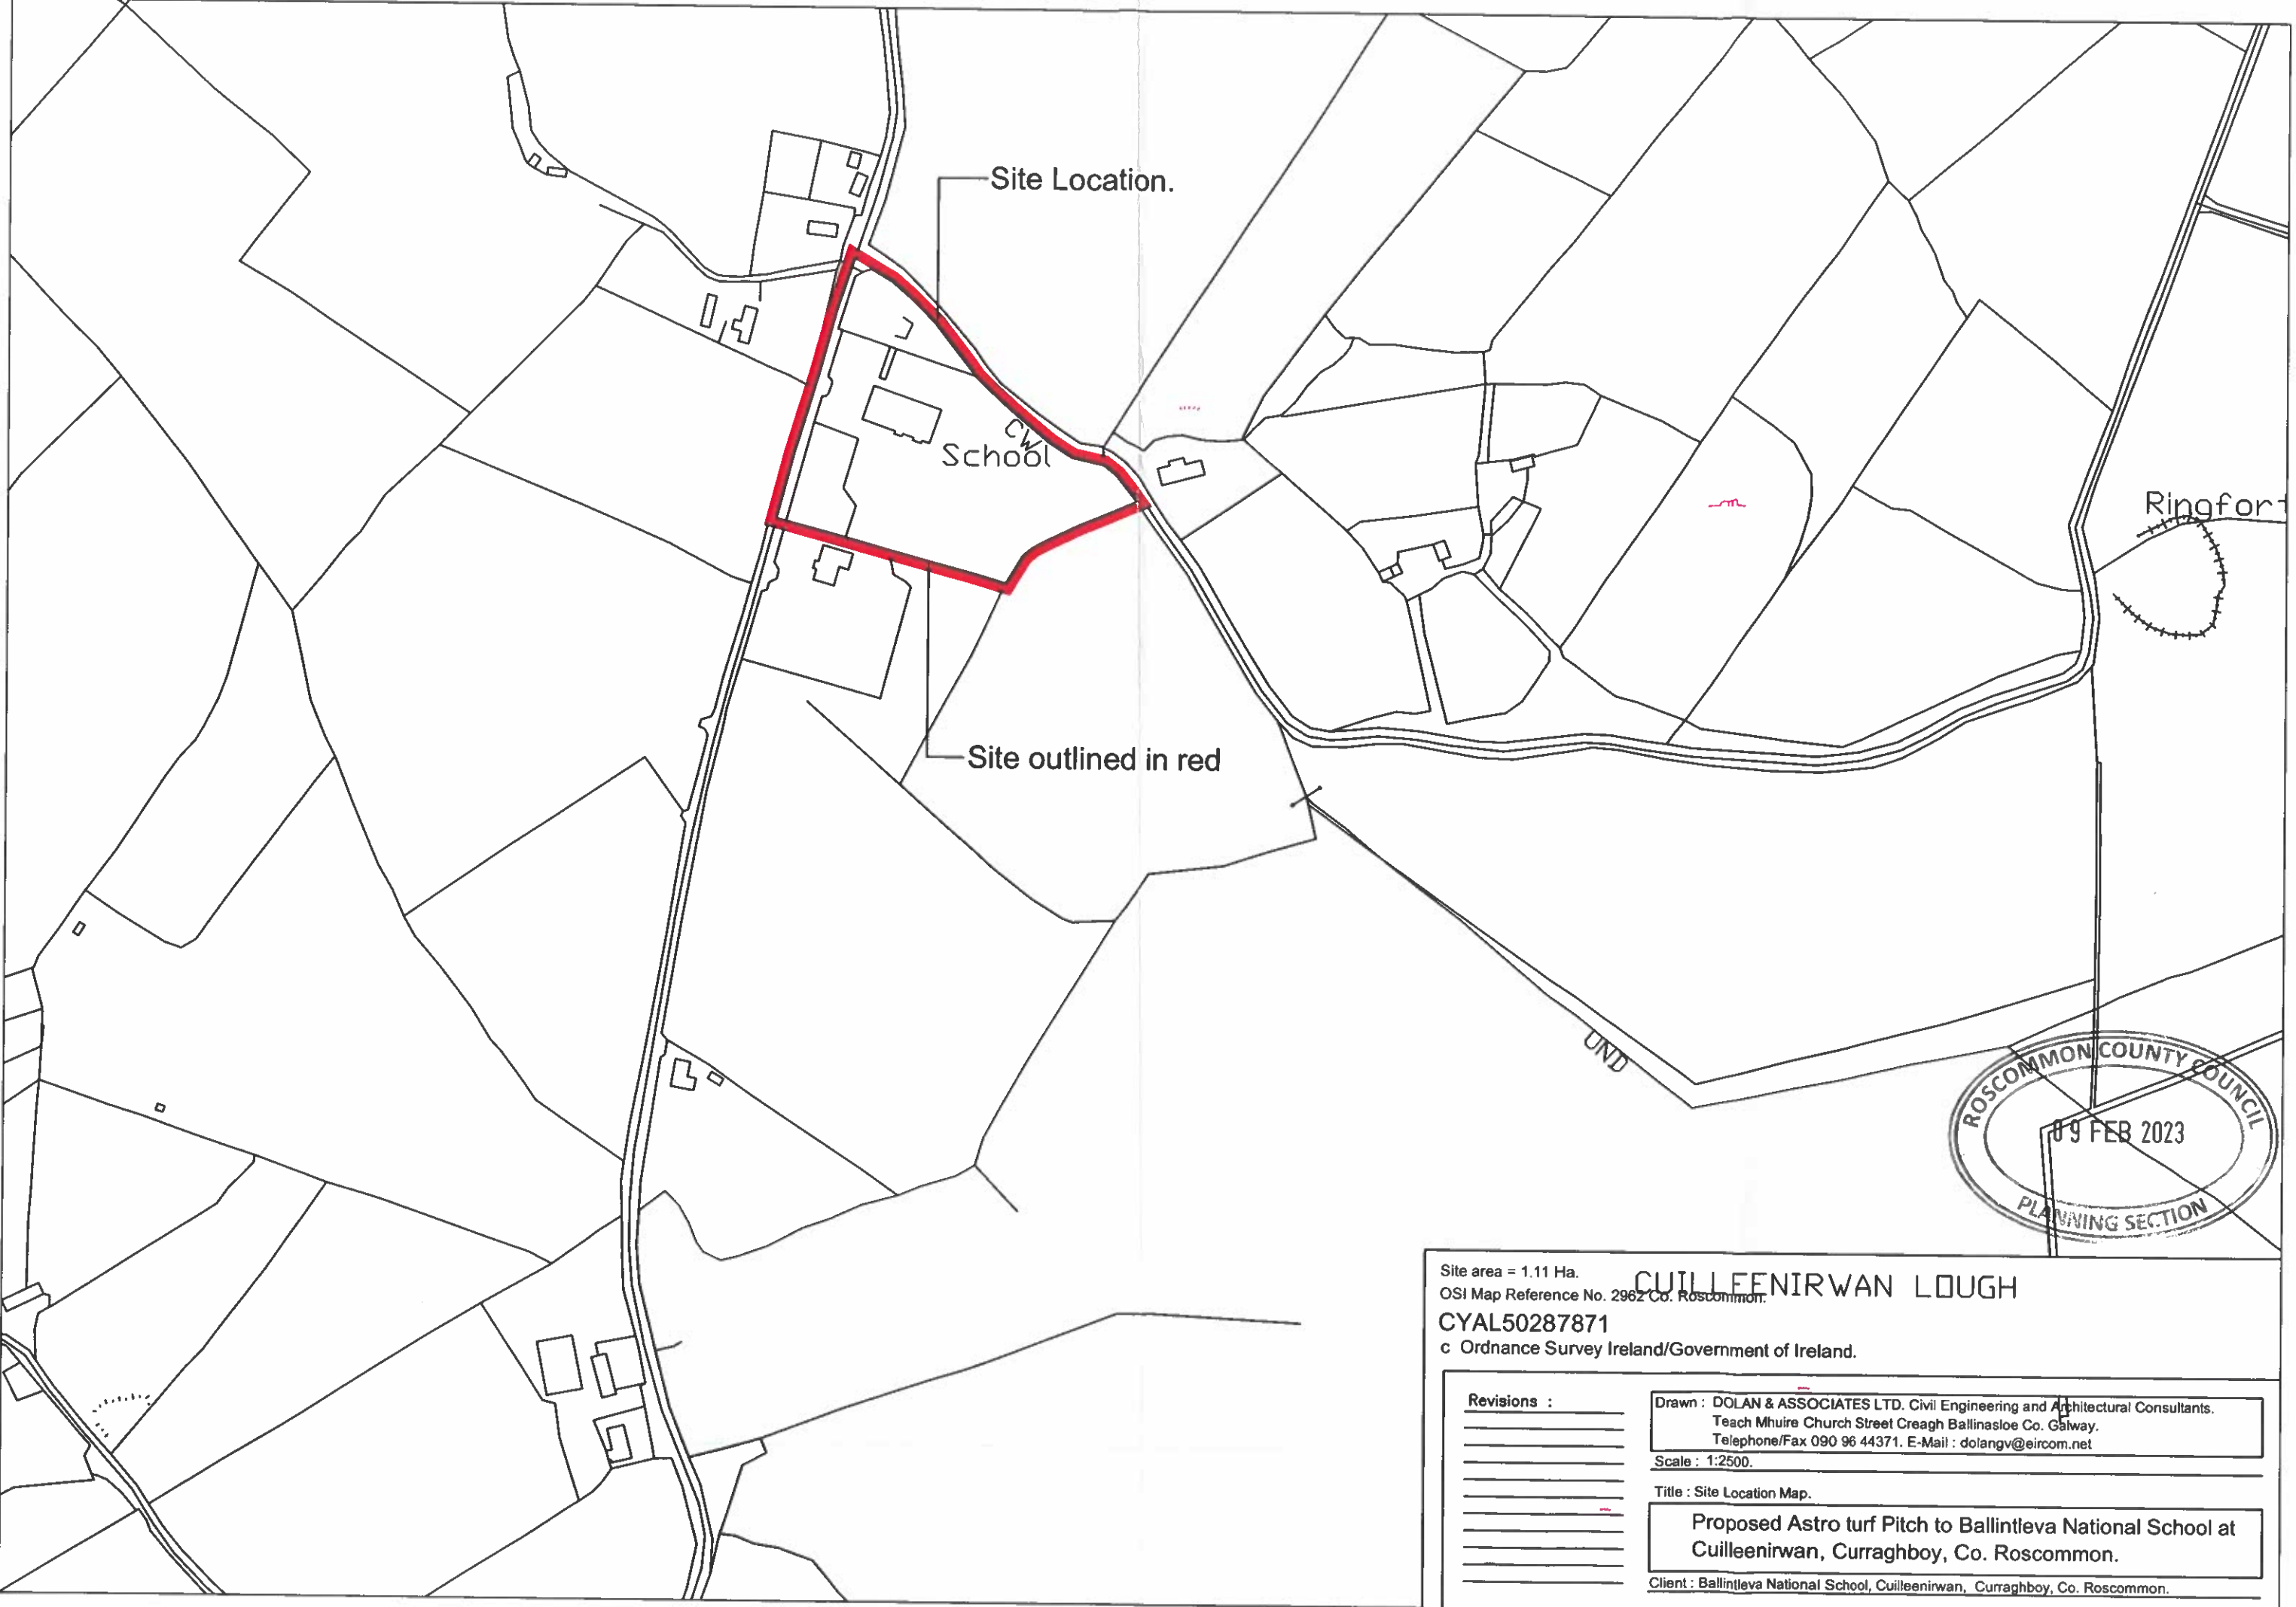 Site Location.
CW
School
Ringfor
Site outlined in red
UND
ROSCOMMON COUNTY COUNCIL
09 FEB 2023
PLANNING SECTION
Site area = 1.11 Ha.
CUILLEENIRWAN LOUGH
OSI Map Reference No. 2962 Co. Roscommon.
CYAL50287871
c Ordnance Survey Ireland/Government of Ireland.
Revisions :
Drawn : DOLAN & ASSOCIATES LTD. Civil Engineering and Architectural Consultants.
Teach Mhuire Church Street Creagh Ballinasloe Co. Galway.
Telephone/Fax 090 96 44371. E-Mail : dolangv@eircom.net
Scale : 1:2500.
Title : Site Location Map.
Proposed Astro turf Pitch to Ballintleva National School at
Cuilleenirwan, Curraghboy, Co. Roscommon.
Client : Ballintleva National School, Cuilleenirwan, Curraghboy, Co. Roscommon.